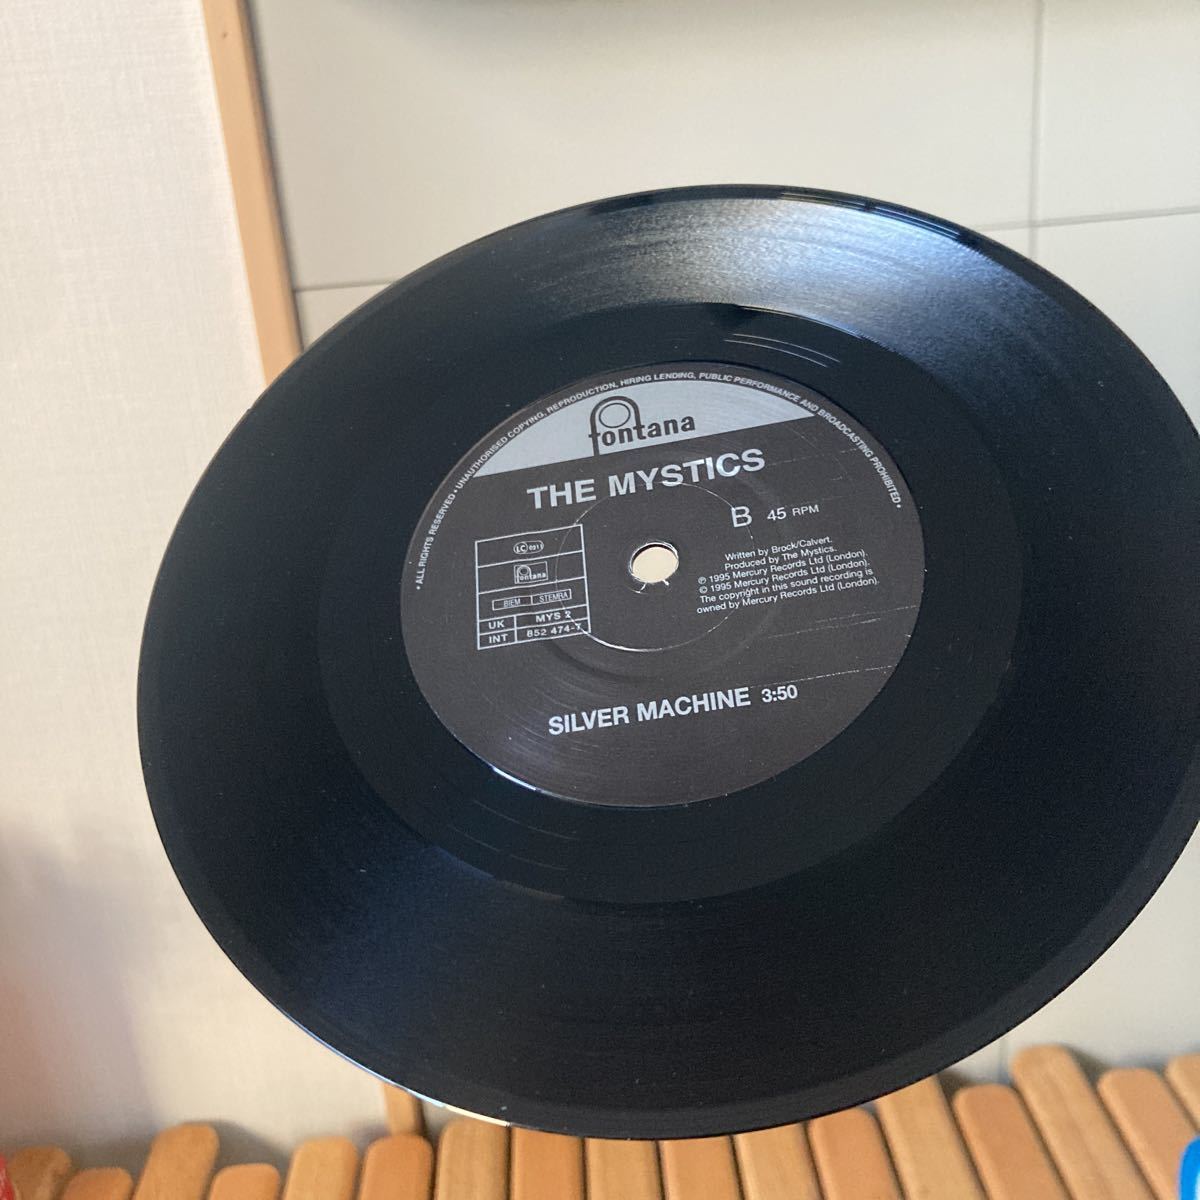 • ALL RIGHTS RESERVED • UNAUTHORISED COPYING, REPRODUCTION, HIRING LENDING, PUBLIC PERFORMANCE AND BROADCASTING PROHIBITED •
fontana
THE MYSTICS
B 45 RPM
LC 0311
fontana
BIEM STEMRA
UK MYS 2
INT 852 474-7
Written by Brock/Calvert.
Produced by The Mystics.
℗ 1995 Mercury Records Ltd (London).
© 1995 Mercury Records Ltd (London).
The copyright in this sound recording is
owned by Mercury Records Ltd (London).
SILVER MACHINE 3:50